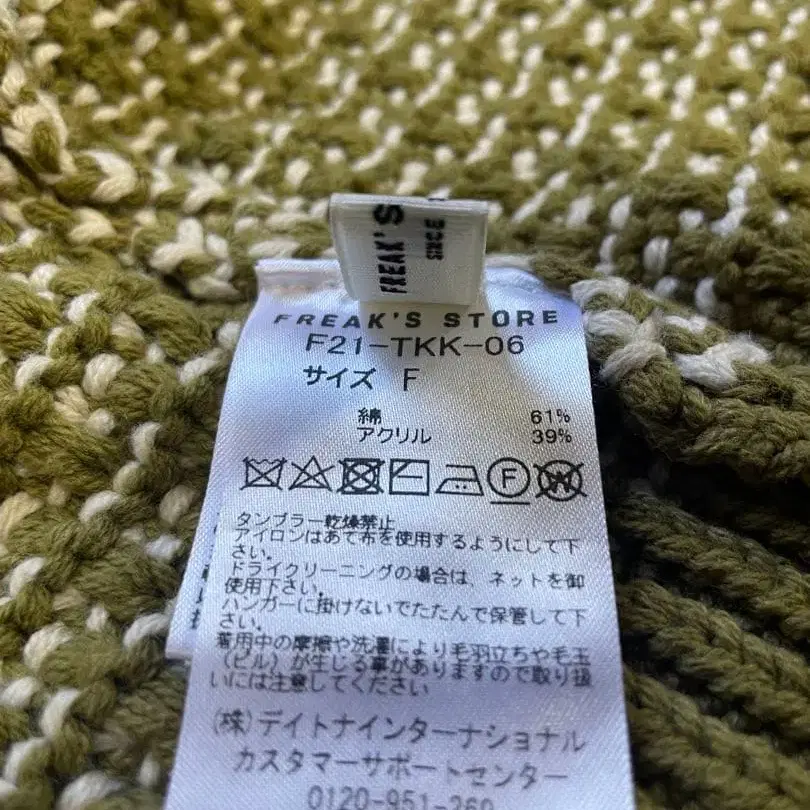 FREAK'S
SINCE
FREAK'S STORE
F21-TKK-06
サイズ F
綿 61%
アクリル 39%
F
W
タンブラー乾燥禁止
アイロンはあて布を使用するようにして下
さい。
ドライクリーニングの場合は、ネットを御
使用下さい。
ハンガーに掛けないでたたんで保管して下
さい。
着用中の摩擦や洗濯により毛羽立ちや毛玉
(ピル)が生じる事がありますので取り扱
いには注意してください
(株)デイトナインターナショナル
カスタマーサポートセンター
0120-951-269